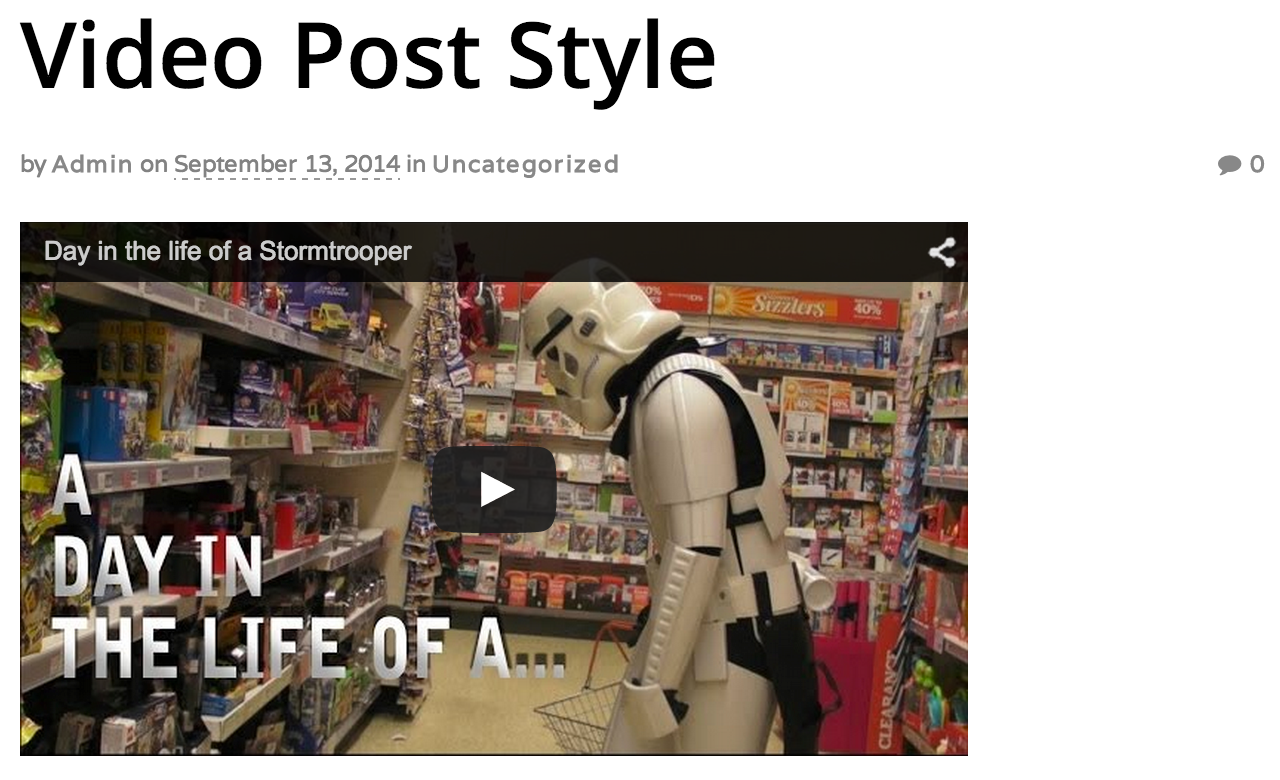 Video Post Style
by Admin on September 13, 2014 in Uncategorized
0
Day in the life of a Stormtrooper
Sizzlers
40%
A
DAY IN
THE LIFE OF A...
CLEARANCE